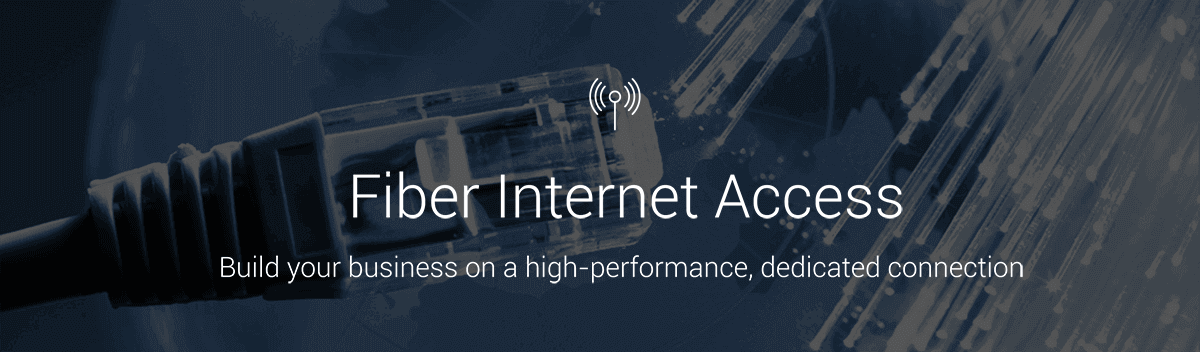 Fiber Internet Access
Build your business on a high-performance, dedicated connection